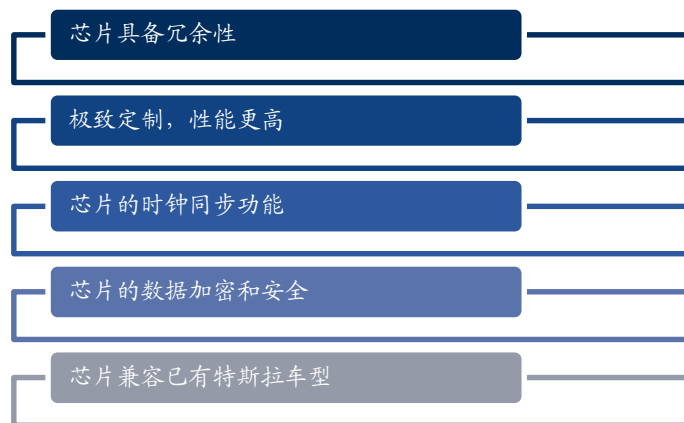 芯片具备冗余性
极致定制，性能更高
芯片的时钟同步功能
芯片的数据加密和安全
芯片兼容已有特斯拉车型